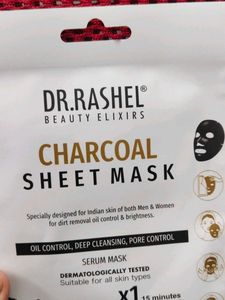 DR.RASHEL®
BEAUTY ELIXIRS
CHARCOAL
SHEET MASK
Specially designed for Indian skin of both Men & Women
for dirt removal oil control & brightness.
OIL CONTROL, DEEP CLEANSING, PORE CONTROL
SERUM MASK
DERMATOLOGICALLY TESTED
Suitable for all skin types
x1 15 minutes